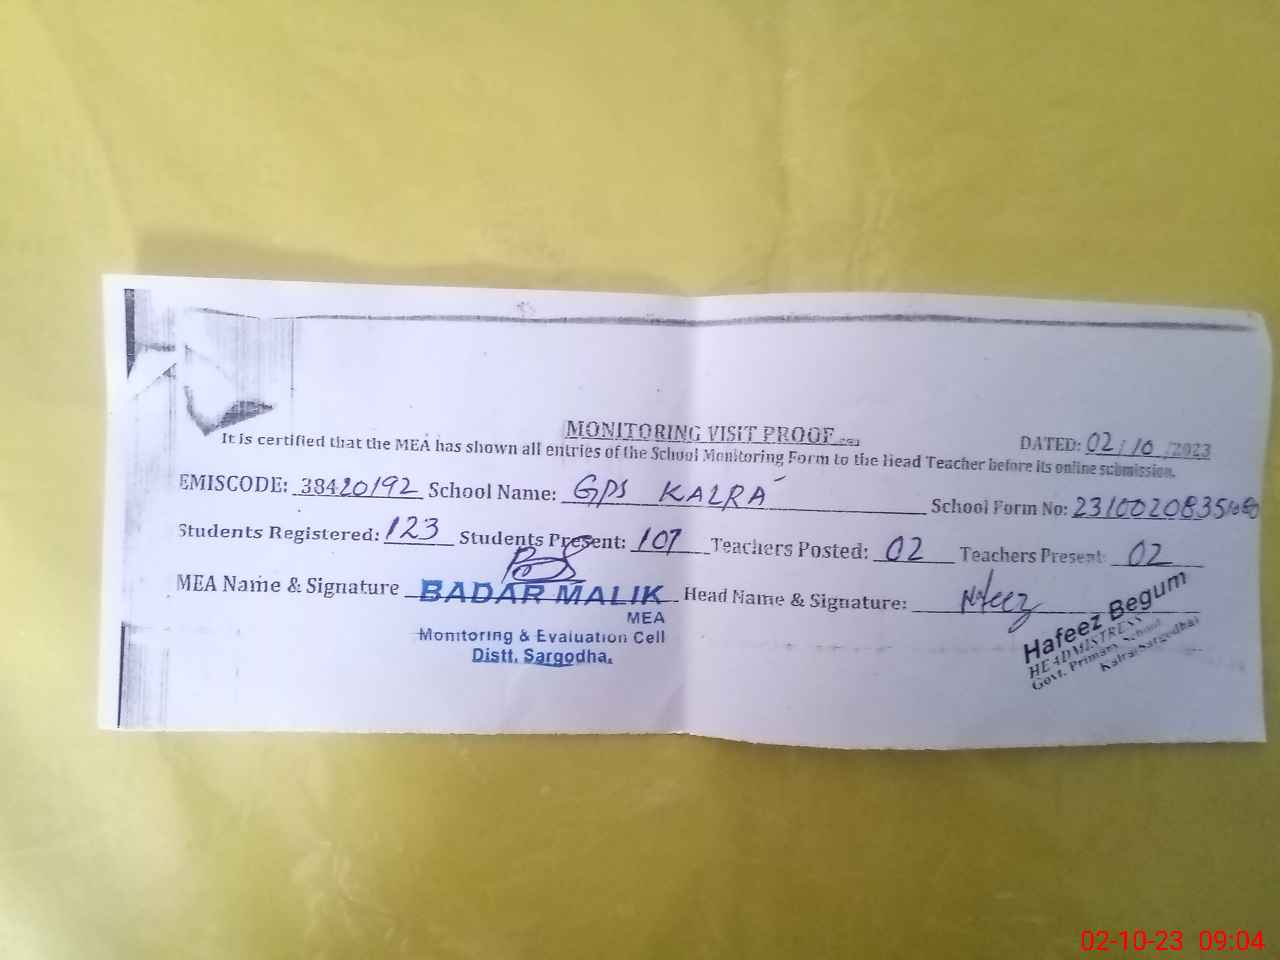 MONITORING VISIT PROOF
DATED: 02/10/2023
It is certified that the MEA has shown all entries of the School Monitoring Form to the Head Teacher before its online submission.
EMISCODE: 38420192 School Name: GPS KALRA School Form No:
Students Registered: 123 Students Present: 107 Teachers Posted: 02 Teachers Present: 02
MEA Name & Signature BADAR MALIK Head Name & Signature: Hafeez
MEA
Monitoring & Evaluation Cell
Distt. Sargodha.
Hafeez Begum
HEADMISTRESS
Govt. Primary School
Kalra Sargodha
02-10-23 09:04